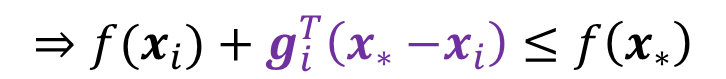 ⇒ f(𝒙ᵢ) + 𝒈ᵢᵀ(𝒙⁎ −𝒙ᵢ) ≤ f(𝒙⁎)